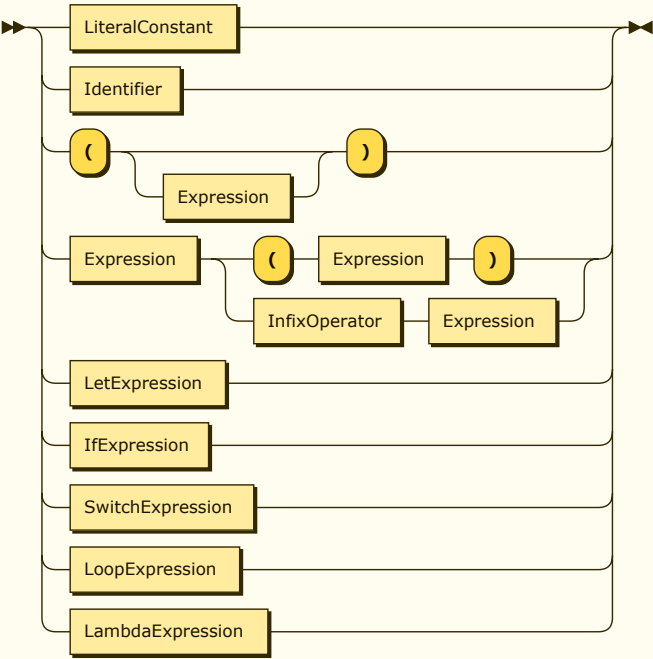 LiteralConstant
Identifier
( )
Expression
Expression ( Expression )
InfixOperator Expression
LetExpression
IfExpression
SwitchExpression
LoopExpression
LambdaExpression